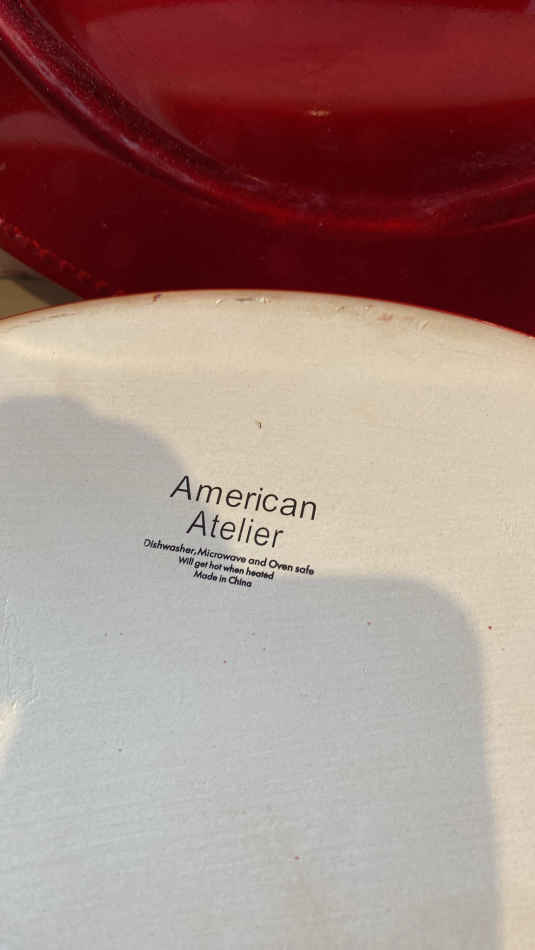 American
Atelier
Dishwasher, Microwave and Oven safe
Will get hot when heated
Made in China